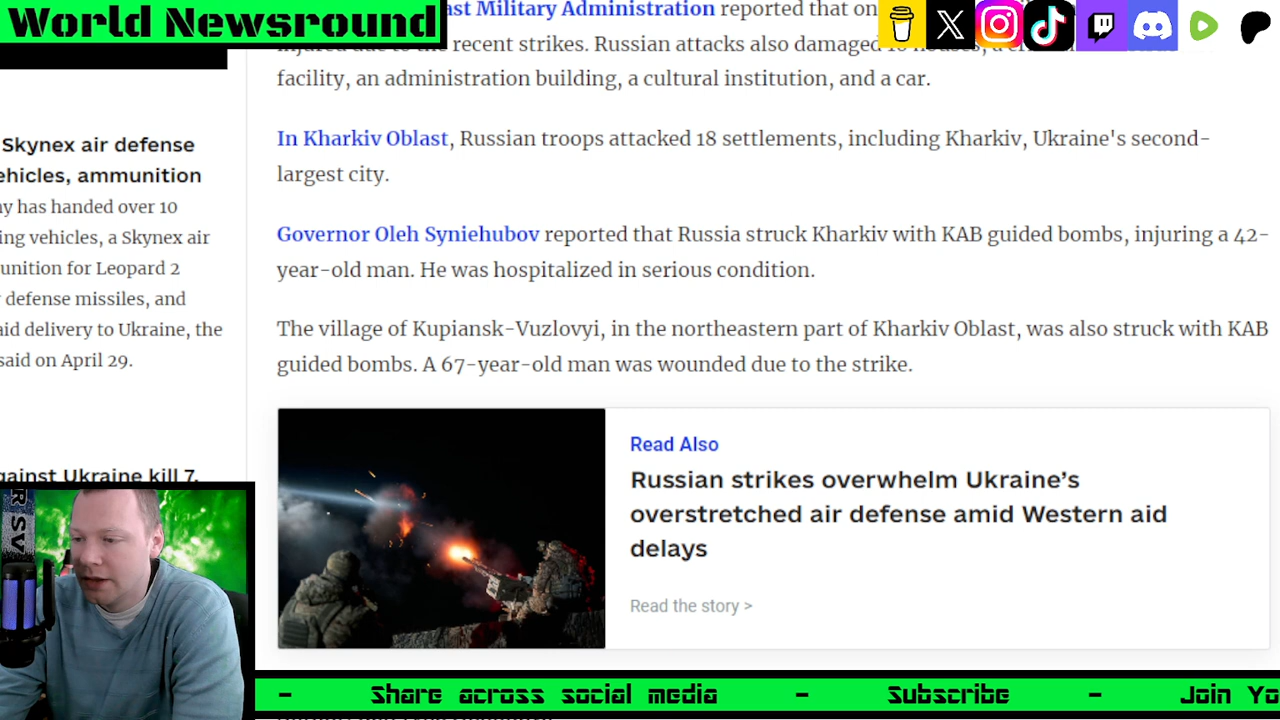 World Newsround
ast Military Administration reported that on
injured due to recent strikes. Russian attacks also damaged houses, a
facility, an administration building, a cultural institution, and a car.
Skynex air defense
ehicles, ammunition
ny has handed over 10
ing vehicles, a Skynex air
unition for Leopard 2
defense missiles, and
aid delivery to Ukraine, the
said on April 29.
gainst Ukraine kill 7,
In Kharkiv Oblast, Russian troops attacked 18 settlements, including Kharkiv, Ukraine's second-
largest city.
Governor Oleh Syniehubov reported that Russia struck Kharkiv with KAB guided bombs, injuring a 42-
year-old man. He was hospitalized in serious condition.
The village of Kupiansk-Vuzlovyi, in the northeastern part of Kharkiv Oblast, was also struck with KAB
guided bombs. A 67-year-old man was wounded due to the strike.
Read Also
Russian strikes overwhelm Ukraine’s
overstretched air defense amid Western aid
delays
Read the story >
R SV
- Share across social media - Subscribe - Join Yo